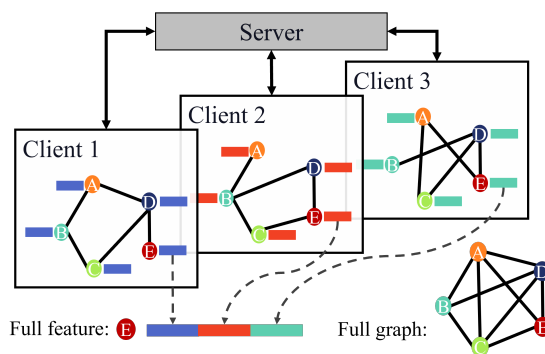 Server
Client 3
A
B
D
C
E
Client 2
A
D
B
C
E
Client 1
A
D
B
E
C
Full feature: E
Full graph:
A
D
B
E
C